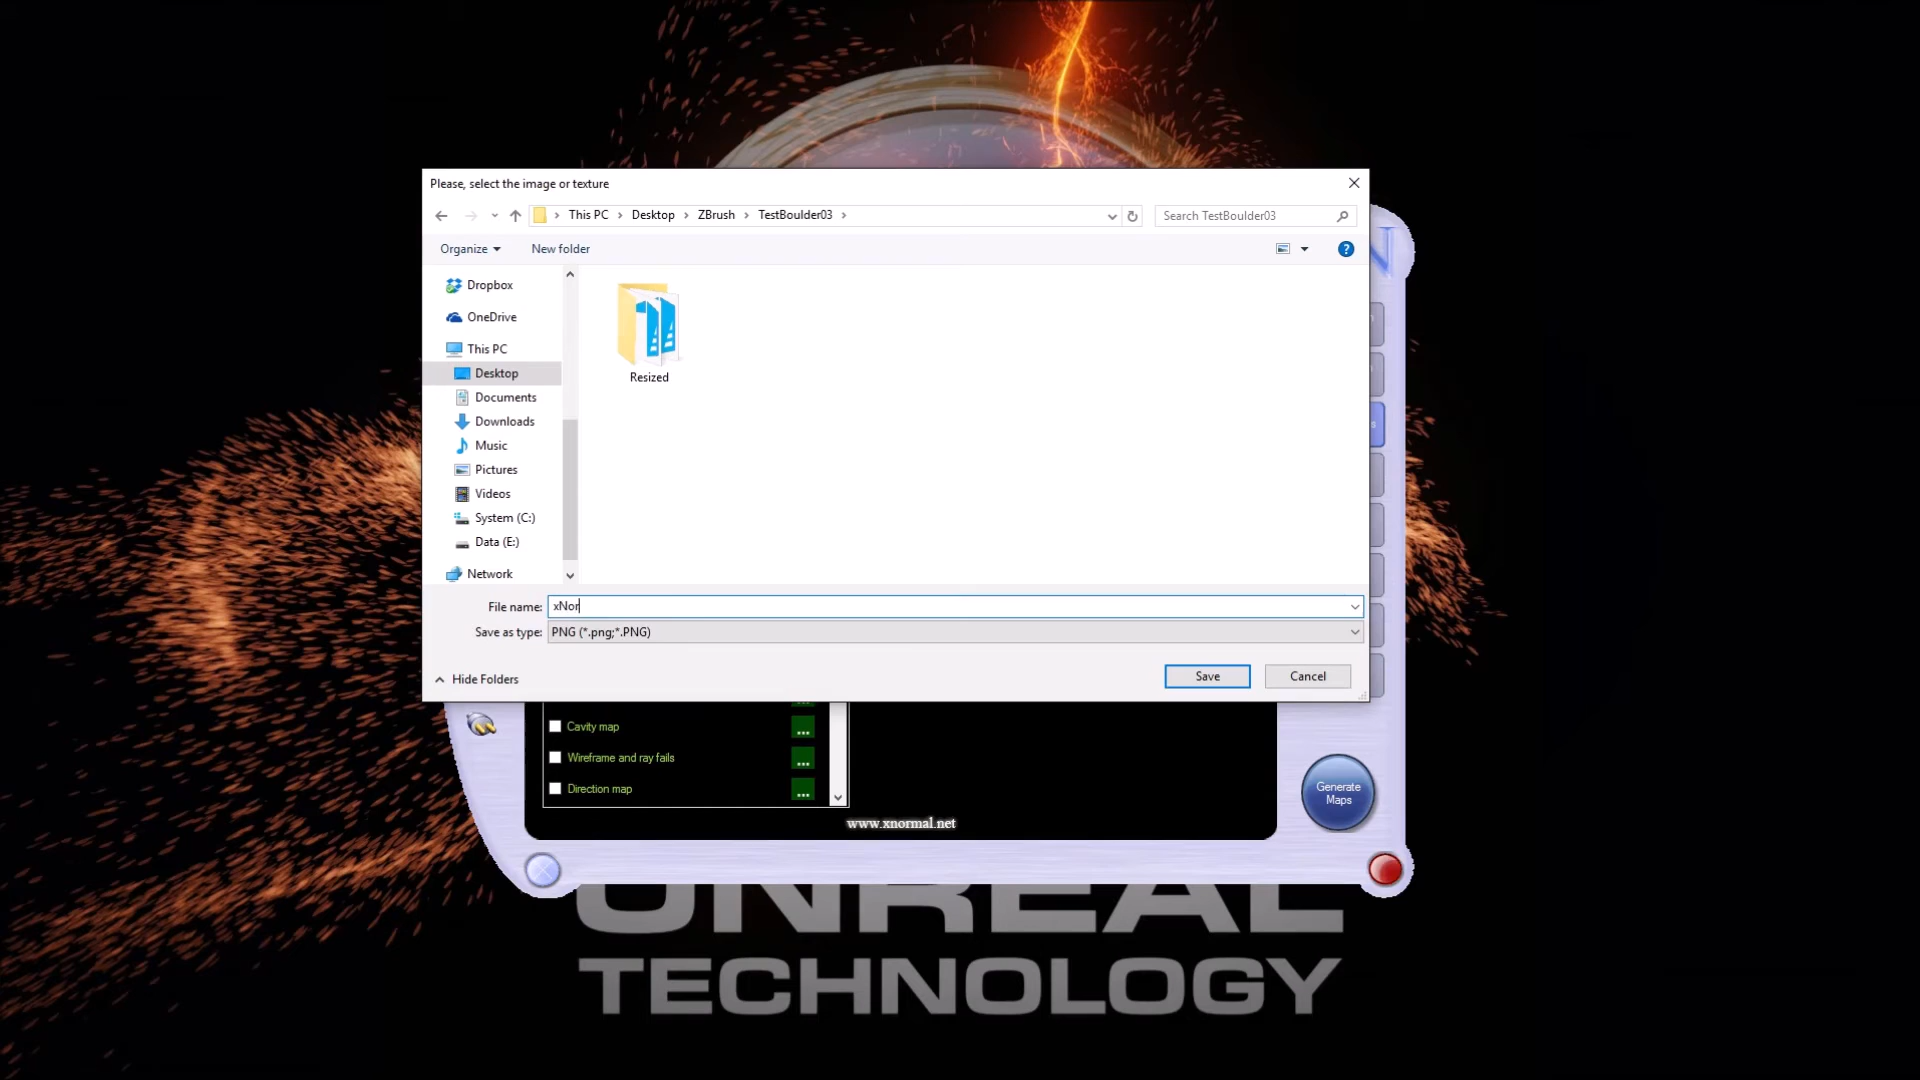 Please, select the image or texture
This PC > Desktop > ZBrush > TestBoulder03 >
Search TestBoulder03
Organize
New folder
Dropbox
OneDrive
This PC
Desktop
Documents
Downloads
Music
Pictures
Videos
System (C:)
Data (E:)
Network
Resized
File name: xNor
Save as type: PNG (*.png;*.PNG)
Hide Folders
Save
Cancel
N
Cavity map
...
Wireframe and ray fails
...
Direction map
...
Generate
Maps
www.xnormal.net
UNREAL
TECHNOLOGY